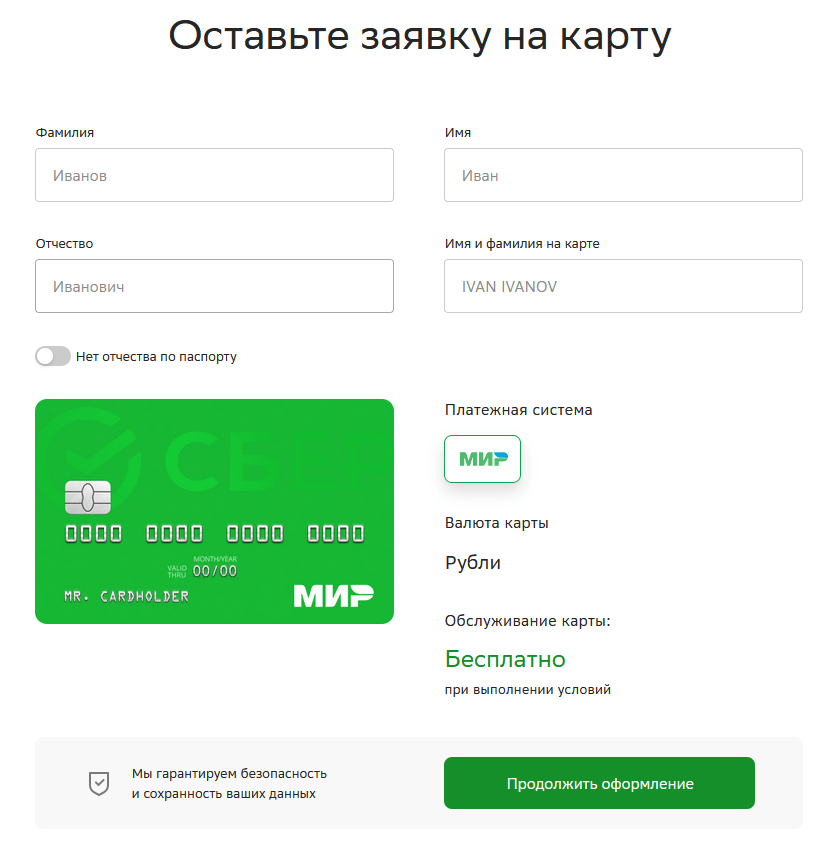 Оставьте заявку на карту
Фамилия
Имя
Иванов
Иван
Отчество
Имя и фамилия на карте
Иванович
IVAN IVANOV
Нет отчества по паспорту
СБЕР
0000 0000 0000 0000
MONTH/YEAR
VALID
THRU
00/00
MR. CARDHOLDER
МИР
Платежная система
МИР
Валюта карты
Рубли
Обслуживание карты:
Бесплатно
при выполнении условий
Мы гарантируем безопасность
и сохранность ваших данных
Продолжить оформление